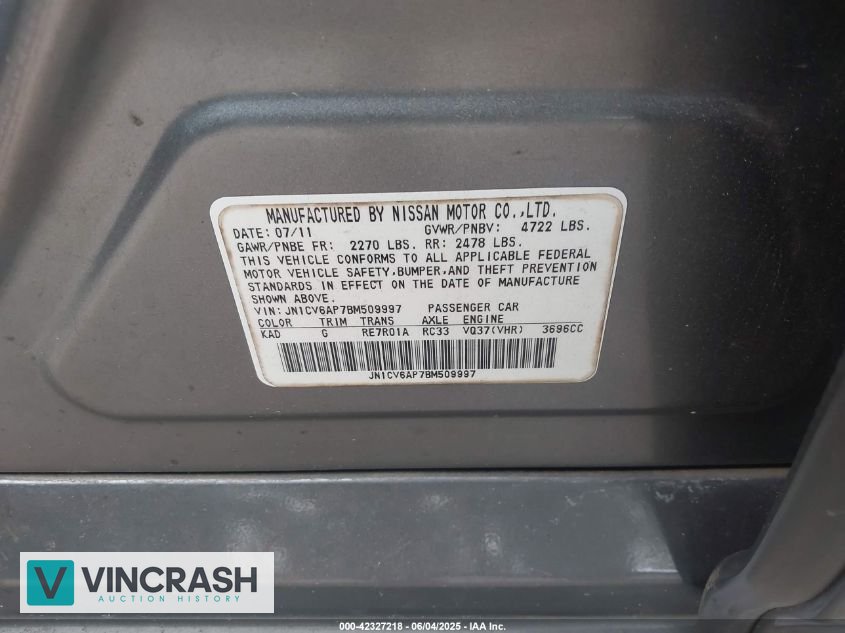 MANUFACTURED BY NISSAN MOTOR CO.,LTD.
DATE: 07/11 GVWR/PNBV: 4722 LBS.
GAWR/PNBE FR: 2270 LBS. RR: 2478 LBS.
THIS VEHICLE CONFORMS TO ALL APPLICABLE FEDERAL
MOTOR VEHICLE SAFETY,BUMPER,AND THEFT PREVENTION
STANDARDS IN EFFECT ON THE DATE OF MANUFACTURE
SHOWN ABOVE.
VIN: JN1CV6AP7BM509997 PASSENGER CAR
COLOR TRIM TRANS AXLE ENGINE
KAD G RE7R01A RC33 VQ37(VHR) 3696CC
JN1CV6AP7BM509997
VINCRASH
AUCTION HISTORY
000-42327218 - 06/04/2025 - IAA Inc.